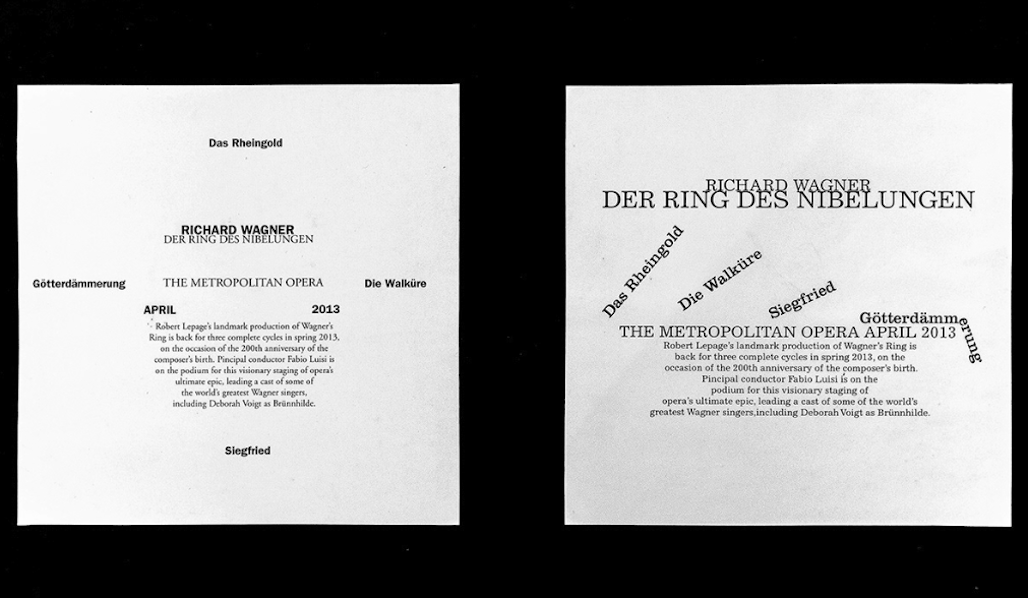 Das Rheingold
RICHARD WAGNER
DER RING DES NIBELUNGEN
Götterdämmerung
THE METROPOLITAN OPERA
Die Walküre
APRIL 2013
Robert Lepage's landmark production of Wagner's
Ring is back for three complete cycles in spring 2013,
on the occasion of the 200th anniversary of the
composer's birth. Pincipal conductor Fabio Luisi is
on the podium for this visionary staging of opera's
ultimate epic, leading a cast of some of
the world's greatest Wagner singers,
including Deborah Voigt as Brünnhilde.
Siegfried
RICHARD WAGNER
DER RING DES NIBELUNGEN
Das Rheingold
Die Walküre
Siegfried
Götterdämmerung
THE METROPOLITAN OPERA APRIL 2013
Robert Lepage's landmark production of Wagner's Ring is
back for three complete cycles in spring 2013, on the
occasion of the 200th anniversary of the composer's birth.
Pincipal conductor Fabio Luisi is on the
podium for this visionary staging of
opera's ultimate epic, leading a cast of some of the world's
greatest Wagner singers,including Deborah Voigt as Brünnhilde.